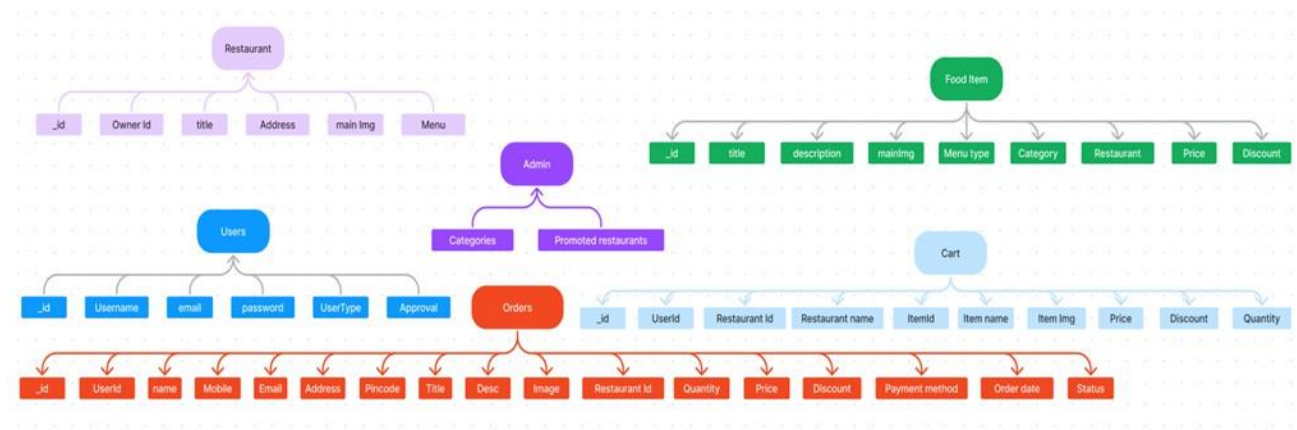 Restaurant
_id Owner Id title Address main Img Menu
Food Item
_id title description mainImg Menu type Category Restaurant Price Discount
Admin
Categories Promoted restaurants
Users
_id Username email password UserType Approval
Cart
_id UserId Restaurant Id Restaurant name ItemId Item name Item Img Price Discount Quantity
Orders
_id UserId name Mobile Email Address Pincode Title Desc Image Restaurant Id Quantity Price Discount Payment method Order date Status